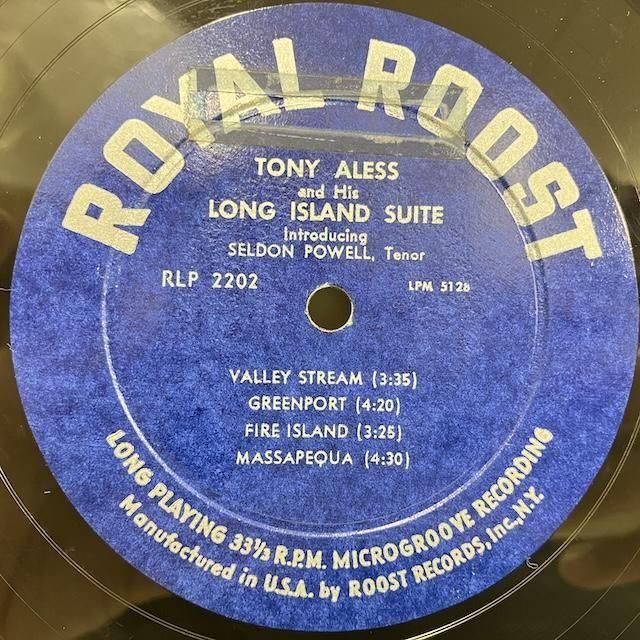 ROYAL ROOST
TONY ALESS
and His
LONG ISLAND SUITE
Introducing
SELDON POWELL, Tenor
RLP 2202
LPM 5128
VALLEY STREAM (3:35)
GREENPORT (4:20)
FIRE ISLAND (3:25)
MASSAPEQUA (4:30)
LONG PLAYING 33⅓ R.P.M. MICROGROOVE RECORDING
Manufactured in U.S.A. by ROOST RECORDS, Inc., N.Y.